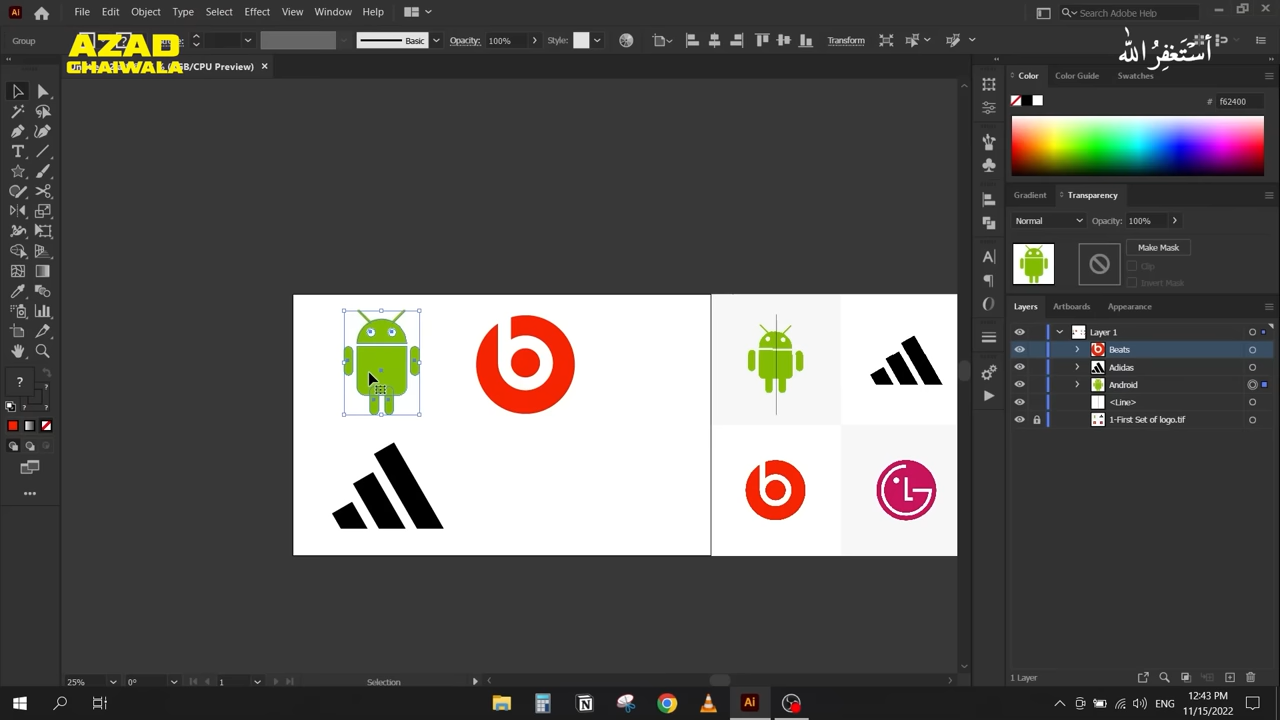 File Edit Object Type Select Effect View Window Help
Search Adobe Help
Group
Basic
Opacity: 100%
Style:
Transform
AZAD
CHAIWALA
أستغفر الله
/CPU Preview)
Color Color Guide Swatches
# f62400
Gradient Transparency
Normal Opacity: 100%
Make Mask
Clip
Invert Mask
Layers Artboards Appearance
Layer 1
Beats
Adidas
Android
<Line>
1-First Set of logo.tif
25% 0° 1 Selection
1 Layer
12:43 PM
ENG
11/15/2022